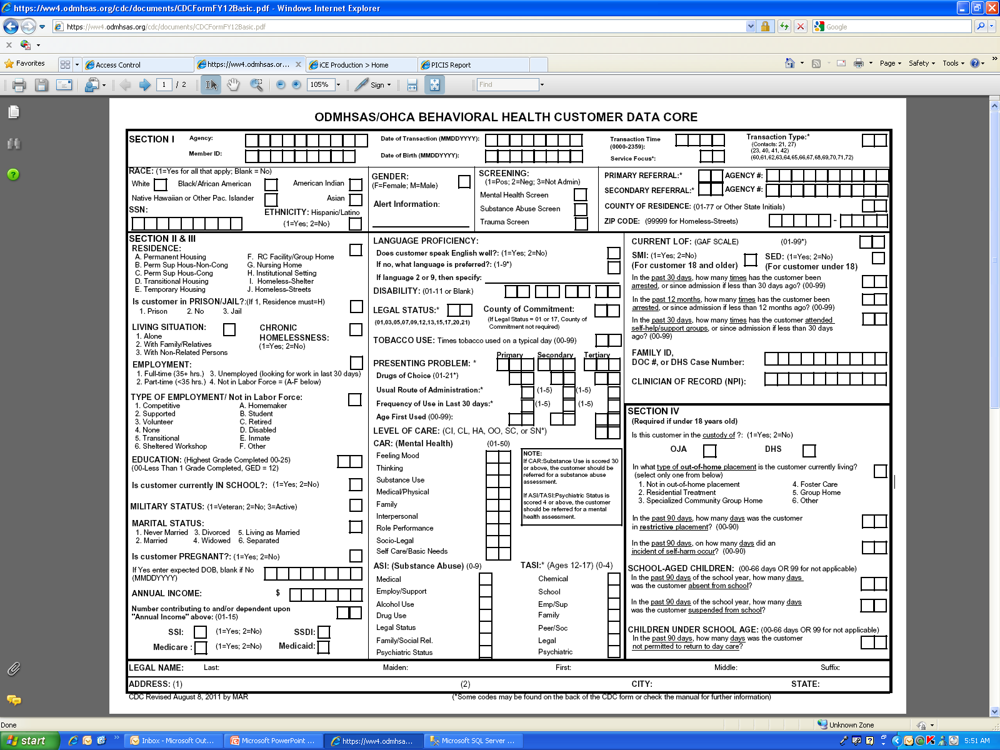 https://ww4.odmhsas.org/cdc/documents/CDCFormFY12Basic.pdf - Windows Internet Explorer
https://ww4.odmhsas.org/cdc/documents/CDCFormFY12Basic.pdf
Google
Favorites
Access Control
https://ww4.odmhsas.or...
iCE Production > Home
PICIS Report
Page
Safety
Tools
1 / 2
105%
Sign
Find
ODMHSAS/OHCA BEHAVIORAL HEALTH CUSTOMER DATA CORE
SECTION I
Agency:
Date of Transaction (MMDDYYYY):
Transaction Time
(0000-2359):
Transaction Type:*
(Contacts: 21, 27)
(23, 40, 41, 42)
(60,61,62,63,64,65,66,67,68,69,70,71,72)
Member ID:
Date of Birth (MMDDYYYY):
Service Focus*:
RACE: (1=Yes for all that apply; Blank = No)
White
Black/African American
American Indian
Native Hawaiian or Other Pac. Islander
Asian
SSN:
ETHNICITY: Hispanic/Latino
(1=Yes; 2=No)
GENDER:
(F=Female; M=Male)
Alert Information:
SCREENING:
(1=Pos; 2=Neg; 3=Not Admin)
Mental Health Screen
Substance Abuse Screen
Trauma Screen
PRIMARY REFERRAL:*
AGENCY #:
SECONDARY REFERRAL:*
AGENCY #:
COUNTY OF RESIDENCE: (01-77 or Other State Initials)
ZIP CODE: (99999 for Homeless-Streets)
-
SECTION II & III
RESIDENCE:
A. Permanent Housing
F. RC Facility/Group Home
B. Perm Sup Hous-Non-Cong
G. Nursing Home
C. Perm Sup Hous-Cong
H. Institutional Setting
D. Transitional Housing
I. Homeless-Shelter
E. Temporary Housing
J. Homeless-Streets
Is customer in PRISON/JAIL?:(If 1, Residence must=H)
1. Prison 2. No 3. Jail
LIVING SITUATION:
1. Alone
2. With Family/Relatives
3. With Non-Related Persons
CHRONIC
HOMELESSNESS:
(1=Yes; 2=No)
EMPLOYMENT:
1. Full-time (35+ hrs.) 3. Unemployed (looking for work in last 30 days)
2. Part-time (<35 hrs.) 4. Not in Labor Force = (A-F below)
TYPE OF EMPLOYMENT/ Not in Labor Force:
1. Competitive
A. Homemaker
2. Supported
B. Student
3. Volunteer
C. Retired
4. None
D. Disabled
5. Transitional
E. Inmate
6. Sheltered Workshop
F. Other
EDUCATION: (Highest Grade Completed 00-25)
(00-Less Than 1 Grade Completed, GED = 12)
Is customer currently IN SCHOOL?: (1=Yes; 2=No)
MILITARY STATUS: (1=Veteran; 2=No; 3=Active)
MARITAL STATUS:
1. Never Married 3. Divorced 5. Living as Married
2. Married 4. Widowed 6. Separated
Is customer PREGNANT?: (1=Yes; 2=No)
If Yes enter expected DOB, blank if No
(MMDDYYYY)
ANNUAL INCOME:
$
Number contributing to and/or dependent upon
"Annual Income" above: (01-15)
SSI:
(1=Yes; 2=No)
SSDI:
Medicare :
(1=Yes; 2=No)
Medicaid:
LANGUAGE PROFICIENCY:
Does customer speak English well?: (1=Yes; 2=No)
If no, what language is preferred?: (1-9*)
If language 2 or 9, then specify:
DISABILITY: (01-11 or Blank)
LEGAL STATUS:*
(01,03,05,07,09,12,13,15,17,20,21)
County of Commitment:
(If Legal Status = 01 or 17, County of
Commitment not required)
TOBACCO USE: Times tobacco used on a typical day (00-99)
Primary
Secondary
Tertiary
PRESENTING PROBLEM: *
Drugs of Choice (01-21*)
Usual Route of Administration:*
(1-5)
(1-5)
Frequency of Use in Last 30 days:*
(1-5)
(1-5)
Age First Used (00-99):
LEVEL OF CARE: (CI, CL, HA, OO, SC, or SN*)
CAR: (Mental Health)
(01-50)
Feeling Mood
Thinking
Substance Use
Medical/Physical
Family
Interpersonal
Role Performance
Socio-Legal
Self Care/Basic Needs
NOTE:
If CAR:Substance Use is scored 30
or above, the customer should be
referred for a substance abuse
assessment.
If ASI/TASI:Psychiatric Status is
scored 4 or above, the customer
should be referred for a mental
health assessment.
ASI: (Substance Abuse) (0-9)
Medical
Employ/Support
Alcohol Use
Drug Use
Legal Status
Family/Social Rel.
Psychiatric Status
TASI:* (Ages 12-17) (0-4)
Chemical
School
Emp/Sup
Family
Peer/Soc
Legal
Psychiatric
CURRENT LOF: (GAF SCALE)
(01-99*)
SMI: (1=Yes; 2=No)
(For customer 18 and older)
SED: (1=Yes; 2=No)
(For customer under 18)
In the past 30 days, how many times has the customer been
arrested, or since admission if less than 30 days ago? (00-99)
In the past 12 months, how many times has the customer been
arrested, or since admission if less than 12 months ago? (00-99)
In the past 30 days, how many times has the customer attended
self-help/support groups, or since admission if less than 30 days
ago? (00-99)
FAMILY ID,
DOC #, or DHS Case Number:
CLINICIAN OF RECORD (NPI):
SECTION IV
(Required if under 18 years old)
Is this customer in the custody of ?: (1=Yes; 2=No)
OJA
DHS
In what type of out-of-home placement is the customer currently living?
(select only one from below)
1. Not in out-of-home placement
4. Foster Care
2. Residential Treatment
5. Group Home
3. Specialized Community Group Home
6. Other
In the past 90 days, how many days was the customer
in restrictive placement? (00-90)
In the past 90 days, on how many days did an
incident of self-harm occur? (00-90)
SCHOOL-AGED CHILDREN: (00-66 days OR 99 for not applicable)
In the past 90 days of the school year, how many days
was the customer absent from school?
In the past 90 days of the school year, how many days
was the customer suspended from school?
CHILDREN UNDER SCHOOL AGE: (00-66 days OR 99 for not applicable)
In the past 90 days, how many days was the customer
not permitted to return to day care?
LEGAL NAME:
Last:
Maiden:
First:
Middle:
Suffix:
ADDRESS: (1)
(2)
CITY:
STATE:
CDC Revised August 8, 2011 by MAR
(*Some codes may be found on the back of the CDC form or check the manual for further information)
Done
Unknown Zone
start
Inbox - Microsoft Out...
Microsoft PowerPoint ...
https://ww4.odmhsa...
Microsoft SQL Server ...
5:51 AM